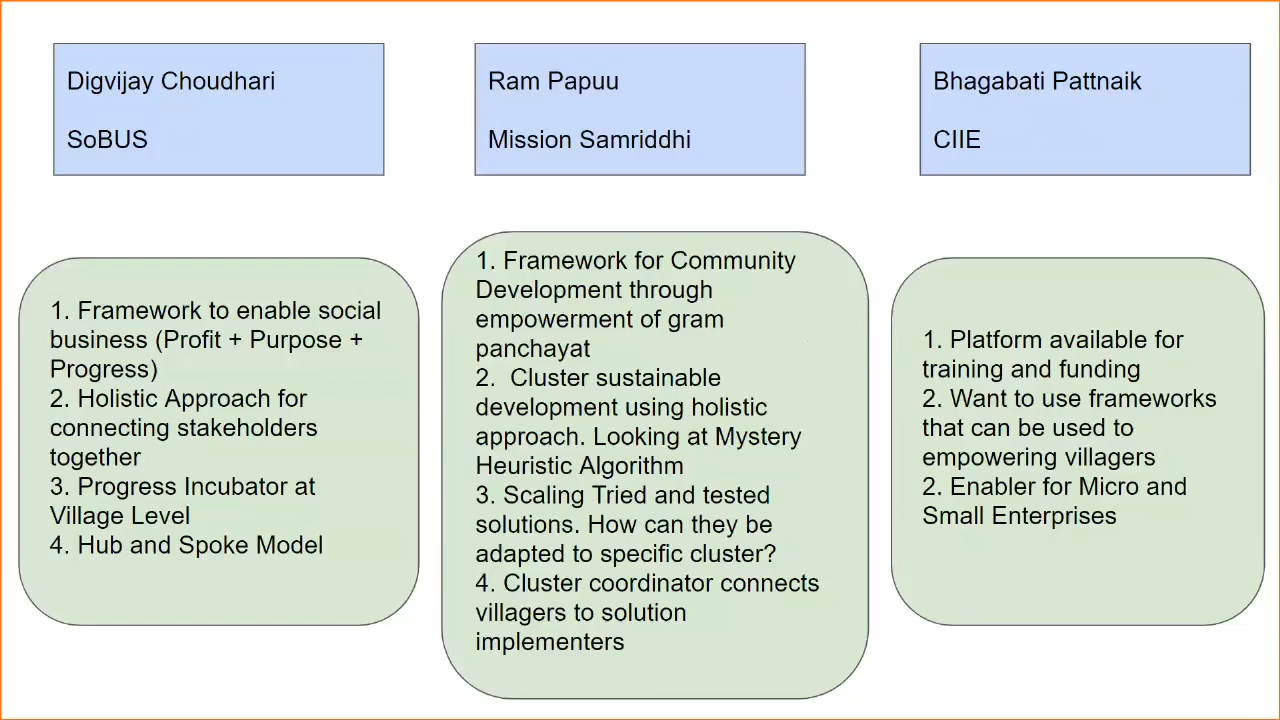 Digvijay Choudhari
SoBUS
Ram Papuu
Mission Samriddhi
Bhagabati Pattnaik
CIIE
1. Framework to enable social
business (Profit + Purpose +
Progress)
2. Holistic Approach for
connecting stakeholders
together
3. Progress Incubator at
Village Level
4. Hub and Spoke Model
1. Framework for Community
Development through
empowerment of gram
panchayat
2.  Cluster sustainable
development using holistic
approach. Looking at Mystery
Heuristic Algorithm
3. Scaling Tried and tested
solutions. How can they be
adapted to specific cluster?
4. Cluster coordinator connects
villagers to solution
implementers
1. Platform available for
training and funding
2. Want to use frameworks
that can be used to
empowering villagers
2. Enabler for Micro and
Small Enterprises